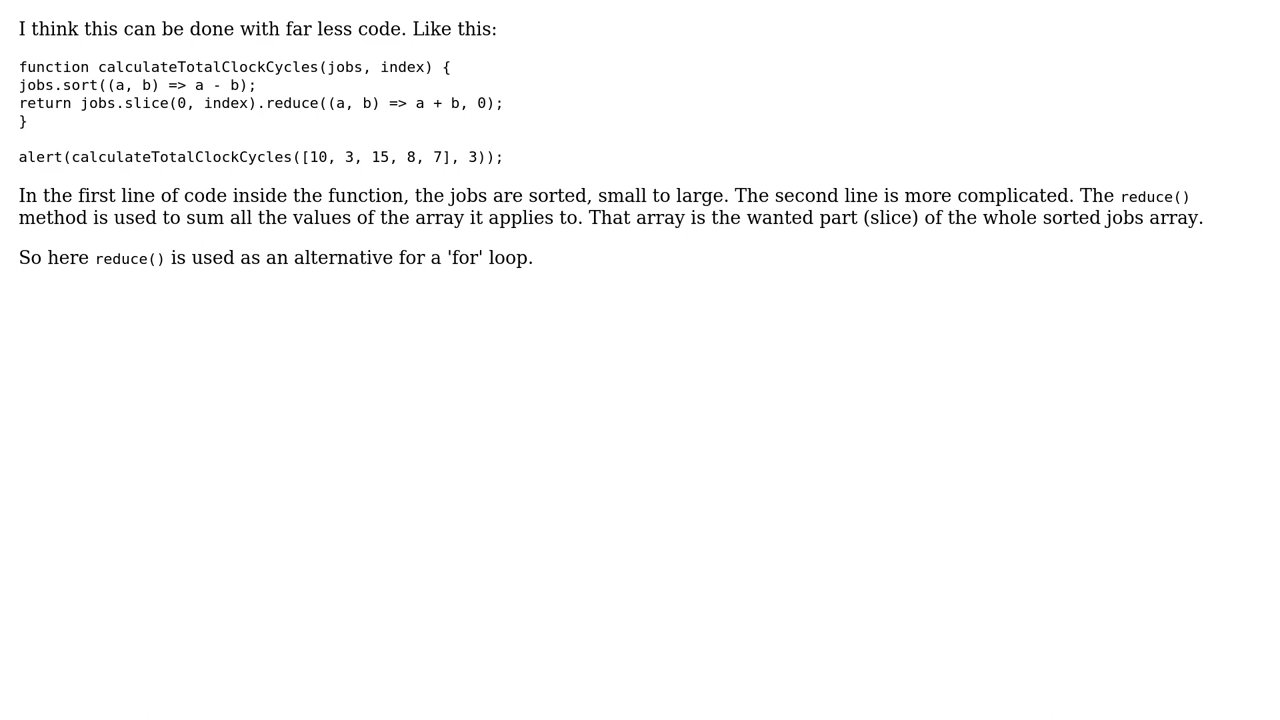 I think this can be done with far less code. Like this:
function calculateTotalClockCycles(jobs, index) {
jobs.sort((a, b) => a - b);
return jobs.slice(0, index).reduce((a, b) => a + b, 0);
}
alert(calculateTotalClockCycles([10, 3, 15, 8, 7], 3));
In the first line of code inside the function, the jobs are sorted, small to large. The second line is more complicated. The reduce()
method is used to sum all the values of the array it applies to. That array is the wanted part (slice) of the whole sorted jobs array.
So here reduce() is used as an alternative for a 'for' loop.